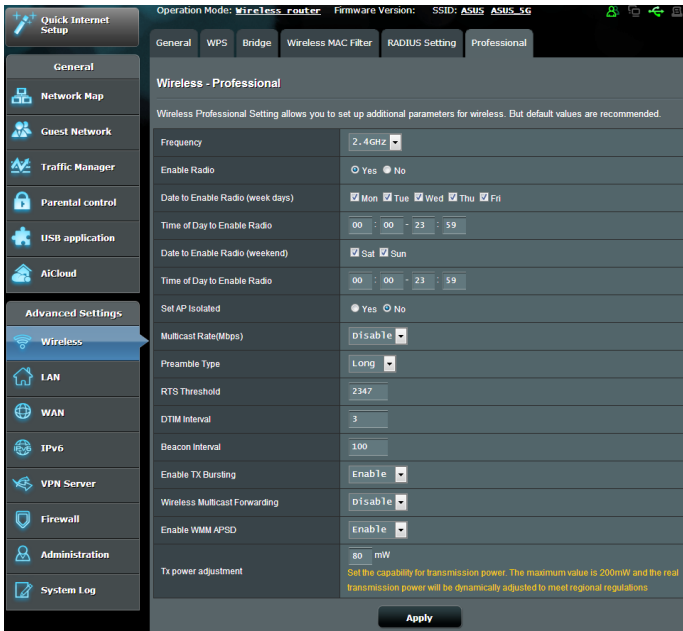 Quick Internet
Setup
Operation Mode: Wireless router Firmware Version: SSID: ASUS ASUS_5G
General WPS Bridge Wireless MAC Filter RADIUS Setting Professional
General
Network Map
Guest Network
Traffic Manager
Parental control
USB application
AiCloud
Advanced Settings
Wireless
LAN
WAN
IPv6
VPN Server
Firewall
Administration
System Log
Wireless - Professional
Wireless Professional Setting allows you to set up additional parameters for wireless. But default values are recommended.
Frequency 2.4GHz
Enable Radio Yes No
Date to Enable Radio (week days) Mon Tue Wed Thu Fri
Time of Day to Enable Radio 00 : 00 - 23 : 59
Date to Enable Radio (weekend) Sat Sun
Time of Day to Enable Radio 00 : 00 - 23 : 59
Set AP Isolated Yes No
Multicast Rate(Mbps) Disable
Preamble Type Long
RTS Threshold 2347
DTIM Interval 3
Beacon Interval 100
Enable TX Bursting Enable
Wireless Multicast Forwarding Disable
Enable WMM APSD Enable
Tx power adjustment 80 mW
Set the capability for transmission power. The maximum value is 200mW and the real
transmission power will be dynamically adjusted to meet regional regulations
Apply